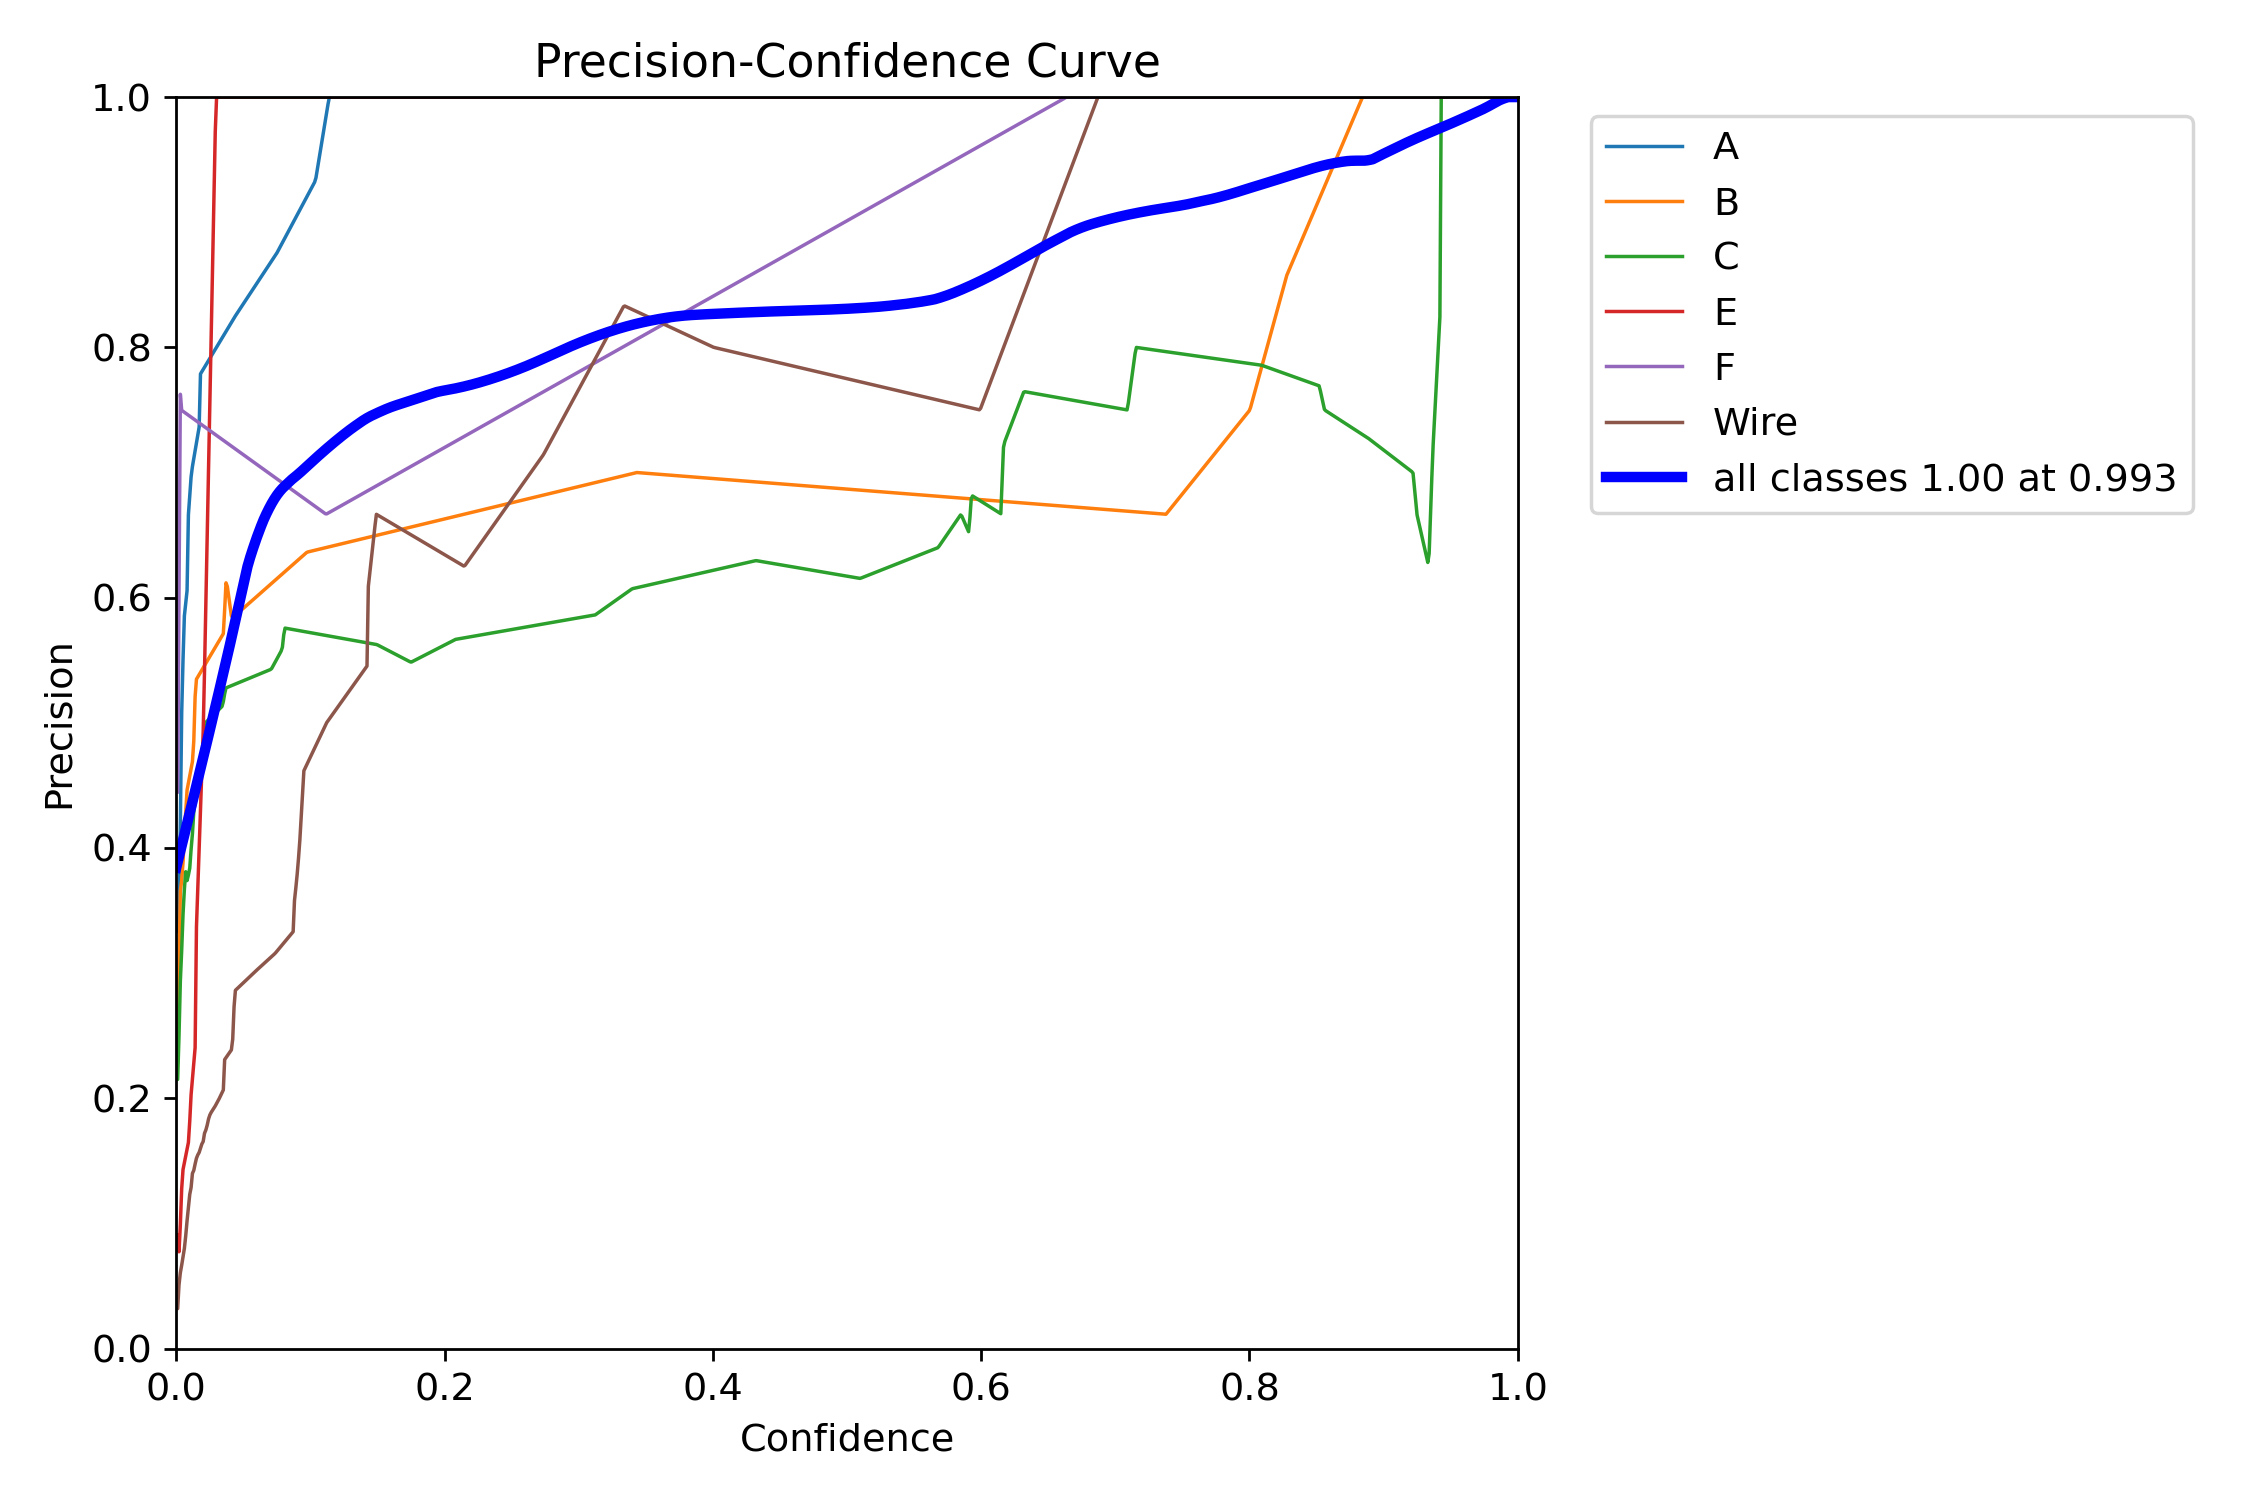 Precision-Confidence Curve
1.0
0.8
0.6
0.4
0.2
0.0
Precision
0.0 0.2 0.4 0.6 0.8 1.0
Confidence
A
B
C
E
F
Wire
all classes 1.00 at 0.993